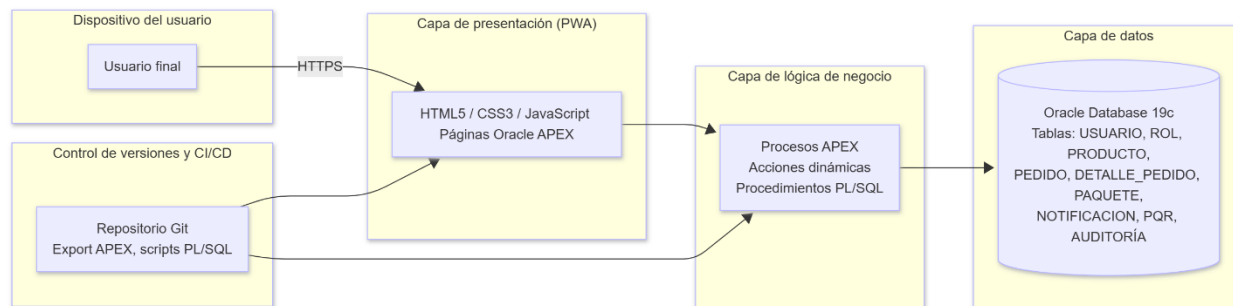 Dispositivo del usuario
Usuario final
HTTPS
Control de versiones y CI/CD
Repositorio Git
Export APEX, scripts PL/SQL
Capa de presentación (PWA)
HTML5 / CSS3 / JavaScript
Páginas Oracle APEX
Capa de lógica de negocio
Procesos APEX
Acciones dinámicas
Procedimientos PL/SQL
Capa de datos
Oracle Database 19c
Tablas: USUARIO, ROL,
PRODUCTO,
PEDIDO, DETALLE_PEDIDO,
PAQUETE,
NOTIFICACION, PQR,
AUDITORÍA